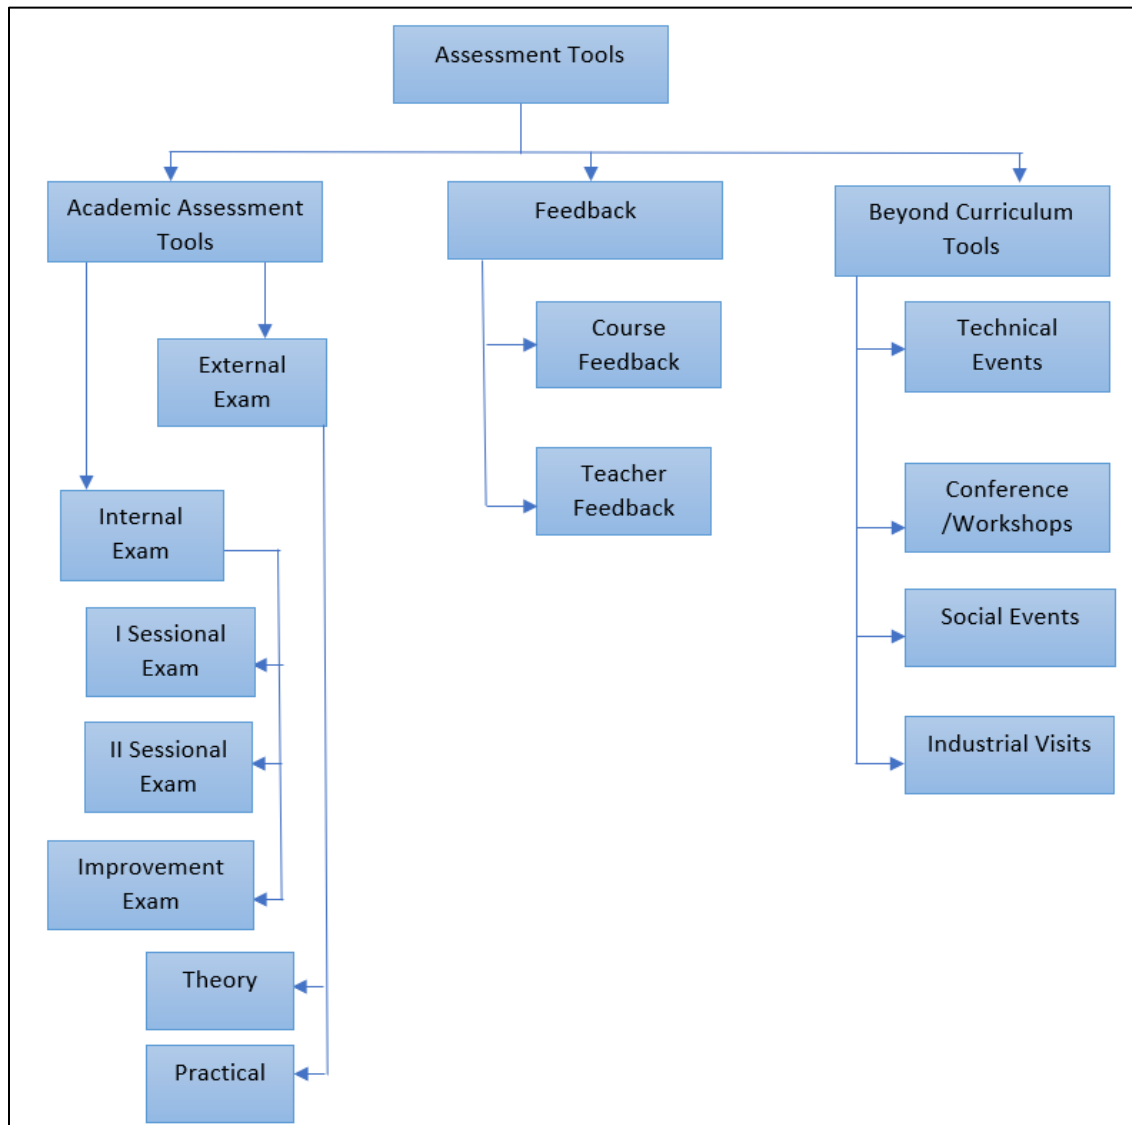 Assessment Tools
Academic Assessment
Tools
Feedback
Beyond Curriculum
Tools
External
Exam
Internal
Exam
I Sessional
Exam
II Sessional
Exam
Improvement
Exam
Theory
Practical
Course
Feedback
Teacher
Feedback
Technical
Events
Conference
/Workshops
Social Events
Industrial Visits